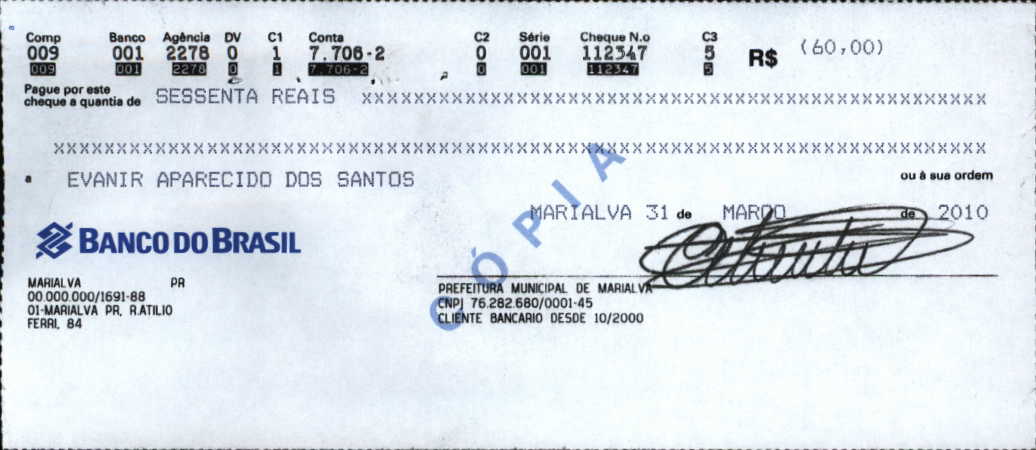 Comp Banco Agência DV C1 Conta C2 Série Cheque N.o C3
009 001 2278 0 1 7.706-2 0 001 112347 5 R$ (60,00)
009 001 2278 0 1 7.706-2 0 001 112347 5
Pague por este
cheque a quantia de SESSENTA REAIS XXXXXXXXXXXXXXXXXXXXXXXXXXXXXXXXXXXXXXXXXXXXXXXXXXXXX
XXXXXXXXXXXXXXXXXXXXXXXXXXXXXXXXXXXXXXXXXXXXXXXXXXXXXXXXXXXXXXXXXXXXXXXXXXXXXXX
a EVANIR APARECIDO DOS SANTOS ou à sua ordem
MARIALVA 31 de MARDO de 2010
CÓPIA
BANCO DO BRASIL
MARIALVA PR
00.000.000/1691-88
01-MARIALVA PR, R.ATILIO
FERRI, 84
PREFEITURA MUNICIPAL DE MARIALVA
CNPJ 76.282.680/0001-45
CLIENTE BANCARIO DESDE 10/2000